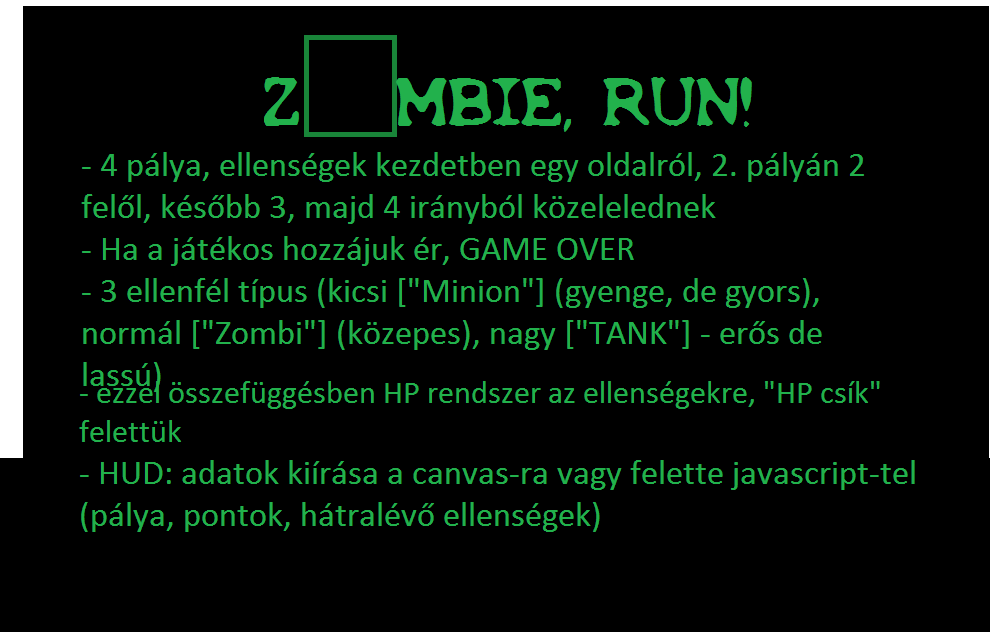 Z MBIE, RUN!
- 4 pálya, ellenségek kezdetben egy oldalról, 2. pályán 2
felől, később 3, majd 4 irányból közelelednek
- Ha a játékos hozzájuk ér, GAME OVER
- 3 ellenfél típus (kicsi ["Minion"] (gyenge, de gyors),
normál ["Zombi"] (közepes), nagy ["TANK"] - erős de
lassú)
- ezzel összefüggésben HP rendszer az ellenségekre, "HP csík"
felettük
- HUD: adatok kiírása a canvas-ra vagy felette javascript-tel
(pálya, pontok, hátralévő ellenségek)